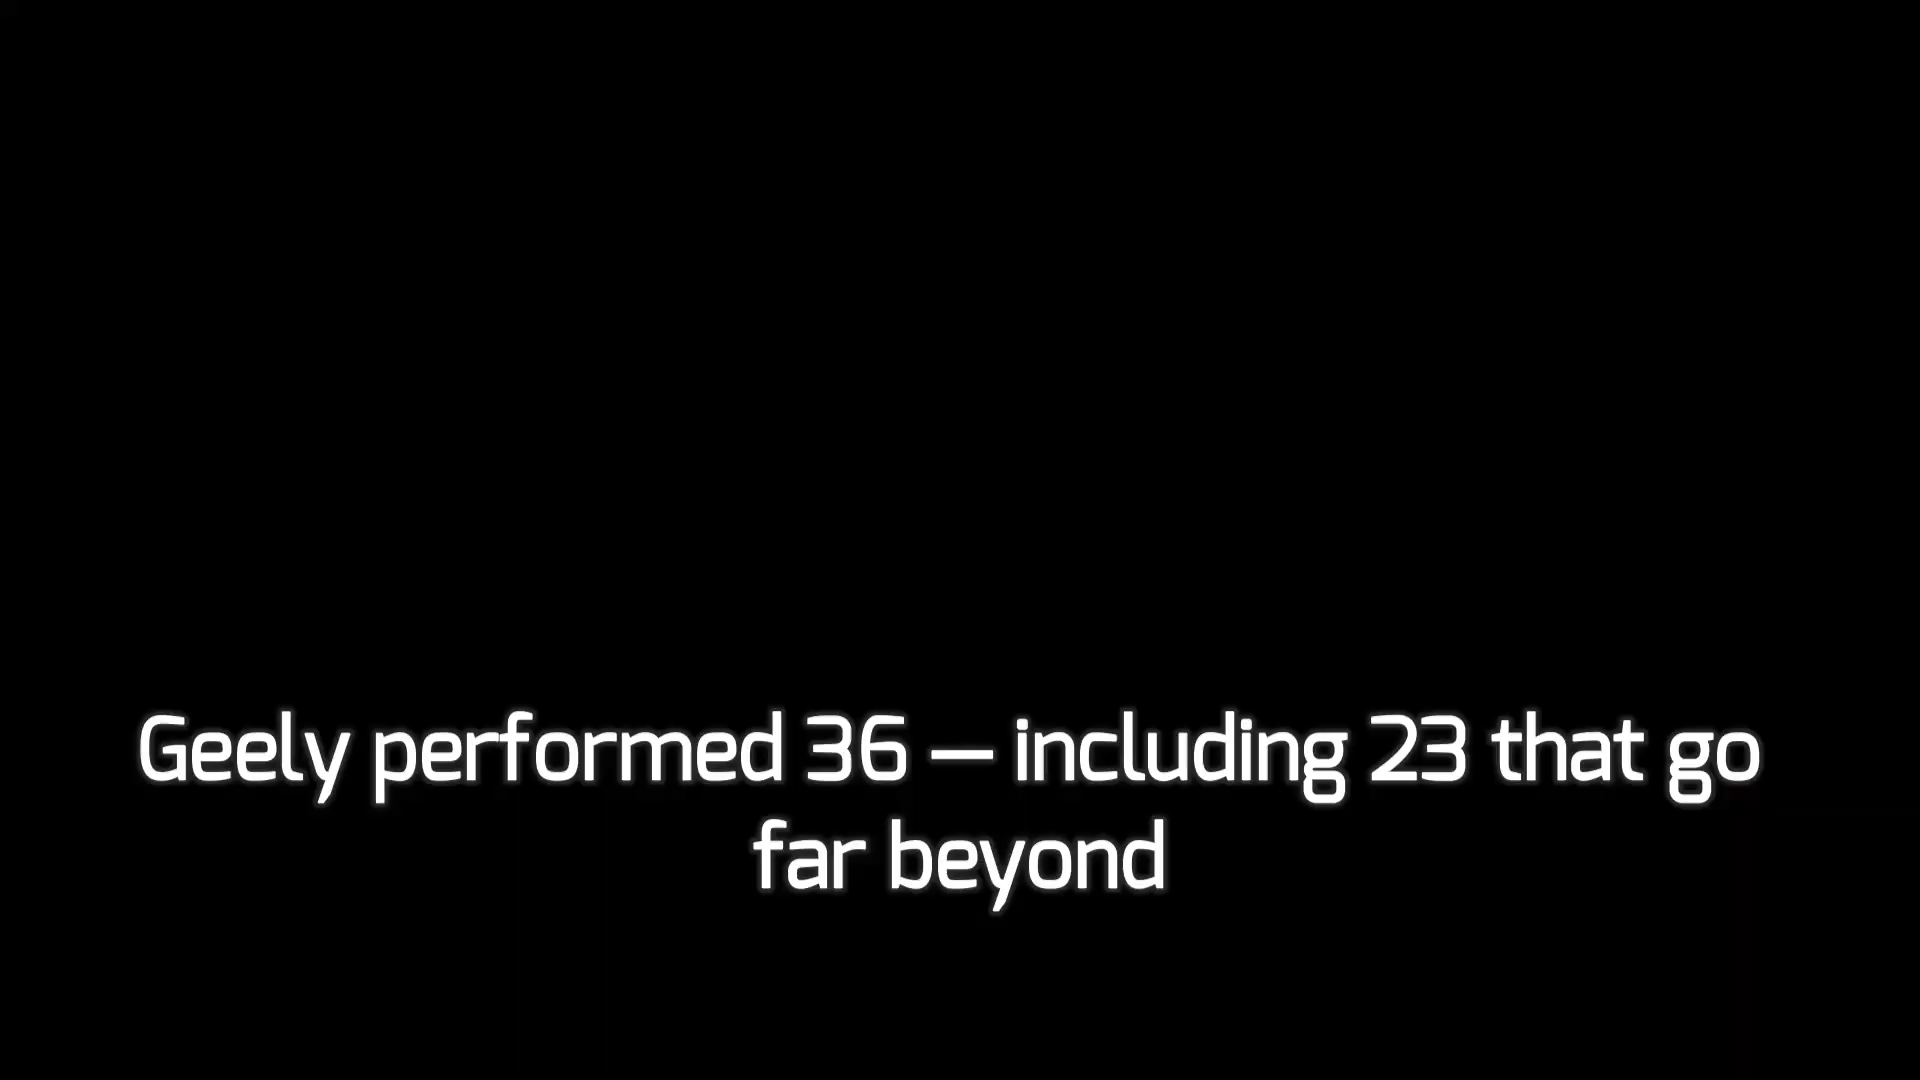 Geely performed 36 — including 23 that go
far beyond